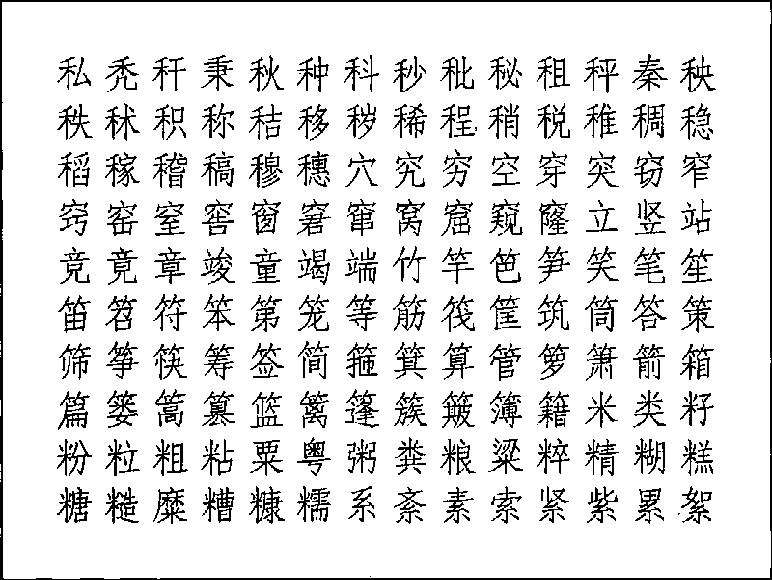 私秃秆秉秋种科秒秕秘租秤秦秧
秩秫积称秸移秽稀程稍税稚稠稳
稻稼稽稿穆穗穴究穷空穿突窃窄
窍窑窒窖窗窘窜窝窟窥窿立竖站
竞竟章竣童竭端竹竿笆笋笑笔笙
笛笤符笨第笼等筋筏筐筑筒答策
筛筝筷筹签简箍箕算管箩箫箭箱
篇篓篙篡篮篱篷簇簸簿籍米类籽
粉粒粗粘粟粤粥粪粮粱粹精糊糕
糖糙糜糟糠糯系紊素索紧紫累絮